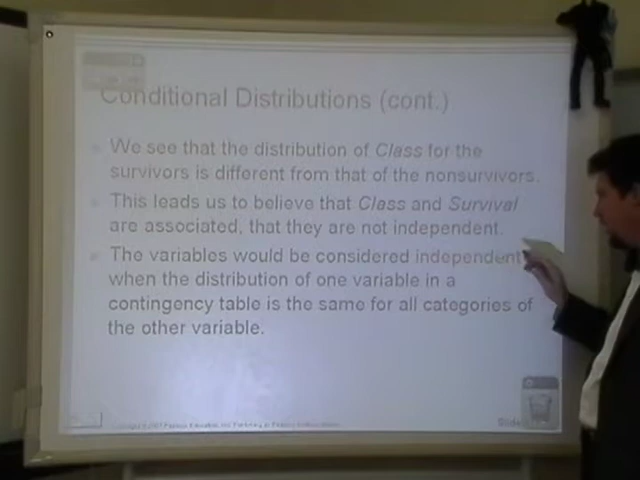 Conditional Distributions (cont.)
We see that the distribution of Class for the
survivors is different from that of the nonsurvivors.
This leads us to believe that Class and Survival
are associated, that they are not independent.
The variables would be considered independent
when the distribution of one variable in a
contingency table is the same for all categories of
the other variable.
Slide